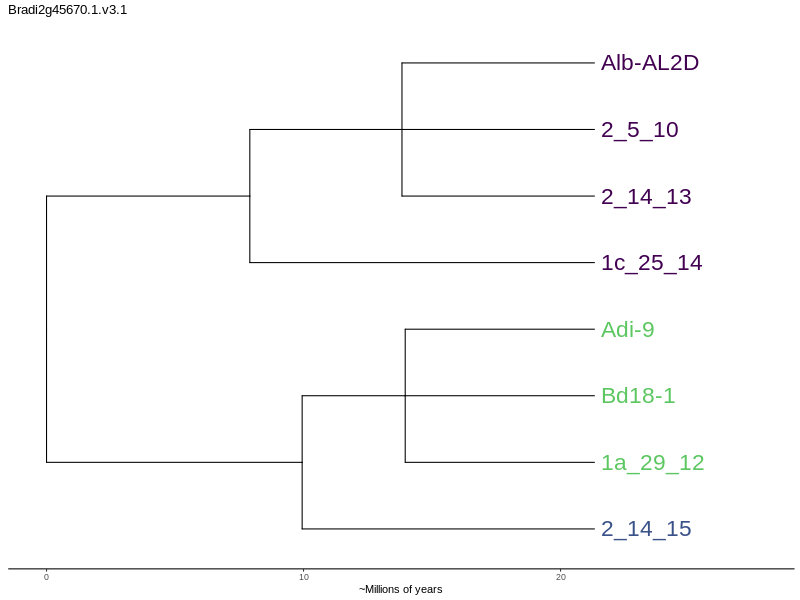 Bradi2g45670.1.v3.1
Alb-AL2D
2_5_10
2_14_13
1c_25_14
Adi-9
Bd18-1
1a_29_12
2_14_15
0 10 20
~Millions of years